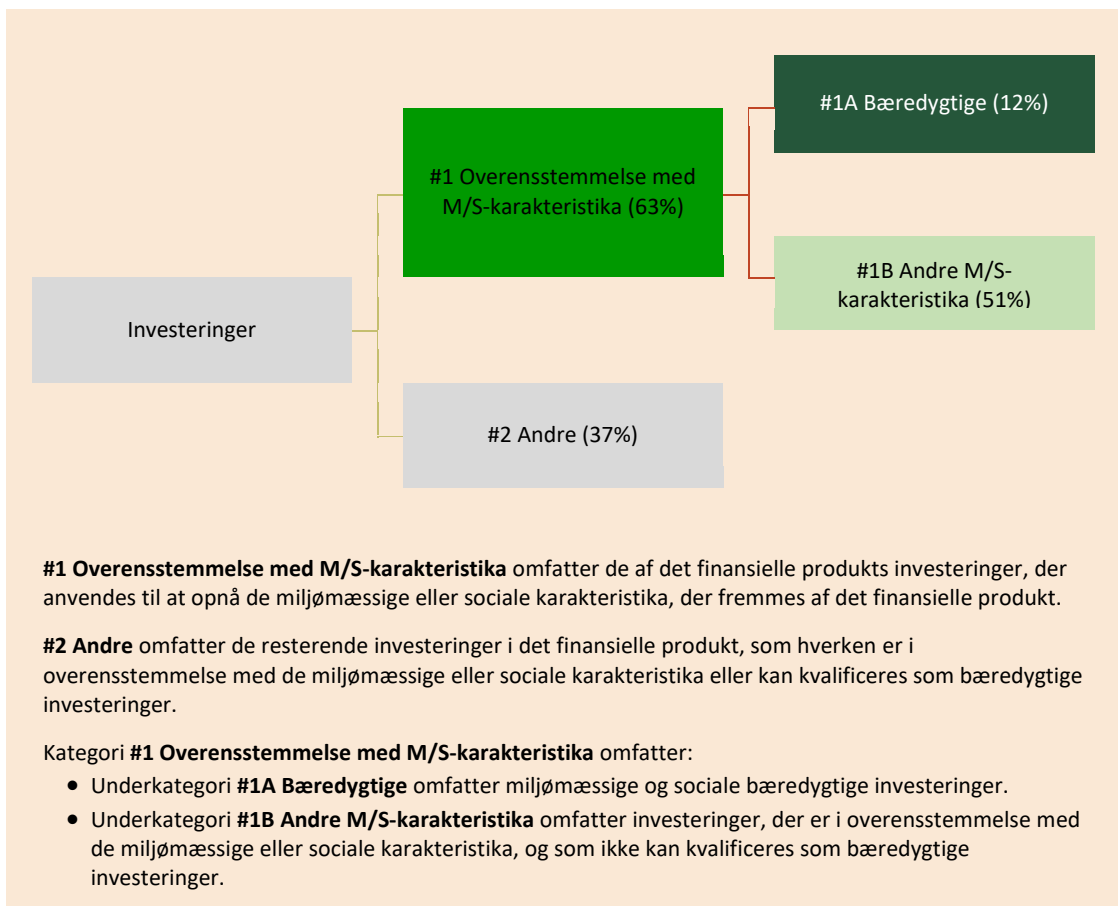 #1A Bæredygtige (12%)
#1 Overensstemmelse med
M/S-karakteristika (63%)
#1B Andre M/S-
karakteristika (51%)
Investeringer
#2 Andre (37%)
#1 Overensstemmelse med M/S-karakteristika omfatter de af det finansielle produkts investeringer, der
anvendes til at opnå de miljømæssige eller sociale karakteristika, der fremmes af det finansielle produkt.
#2 Andre omfatter de resterende investeringer i det finansielle produkt, som hverken er i
overensstemmelse med de miljømæssige eller sociale karakteristika eller kan kvalificeres som bæredygtige
investeringer.
Kategori #1 Overensstemmelse med M/S-karakteristika omfatter:
• Underkategori #1A Bæredygtige omfatter miljømæssige og sociale bæredygtige investeringer.
• Underkategori #1B Andre M/S-karakteristika omfatter investeringer, der er i overensstemmelse med
de miljømæssige eller sociale karakteristika, og som ikke kan kvalificeres som bæredygtige
investeringer.